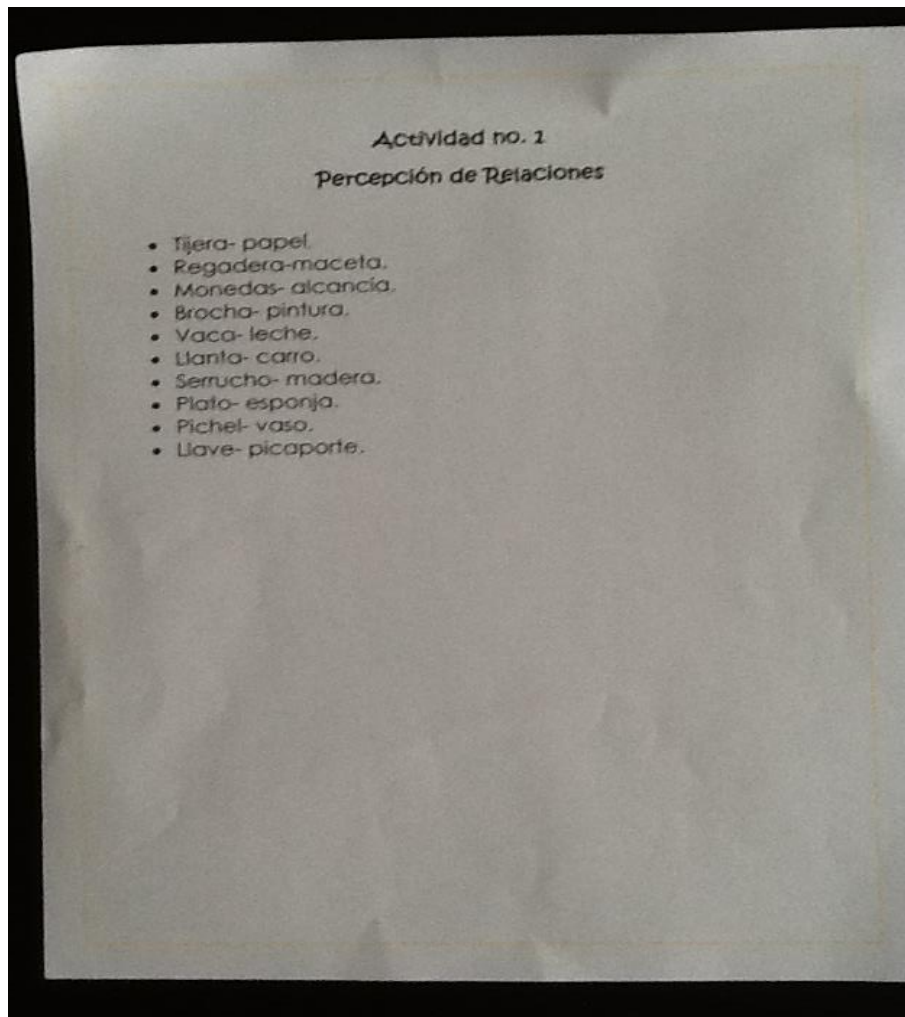 Actividad no. 1
Percepción de Relaciones
• Tijera- papel.
• Regadera-maceta.
• Monedas- alcancía.
• Brocha- pintura.
• Vaca- leche.
• Llanta- carro.
• Serrucho- madera.
• Plato- esponja.
• Pichel- vaso.
• Llave- picaporte.